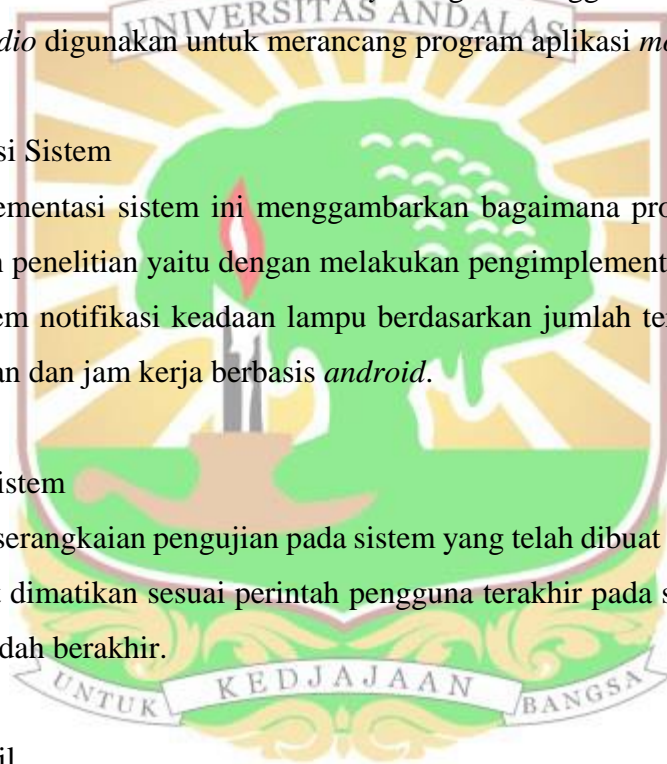 UNIVERSITAS ANDALAS
dio digunakan untuk merancang program aplikasi
si Sistem
ementasi sistem ini menggambarkan bagaimana pro
n penelitian yaitu dengan melakukan pengimplement
em notifikasi keadaan lampu berdasarkan jumlah te
an dan jam kerja berbasis android.
istem
serangkaian pengujian pada sistem yang telah dibuat
t dimatikan sesuai perintah pengguna terakhir pada s
dah berakhir.
UNTUK KEDJAJAAN BANGSA
il